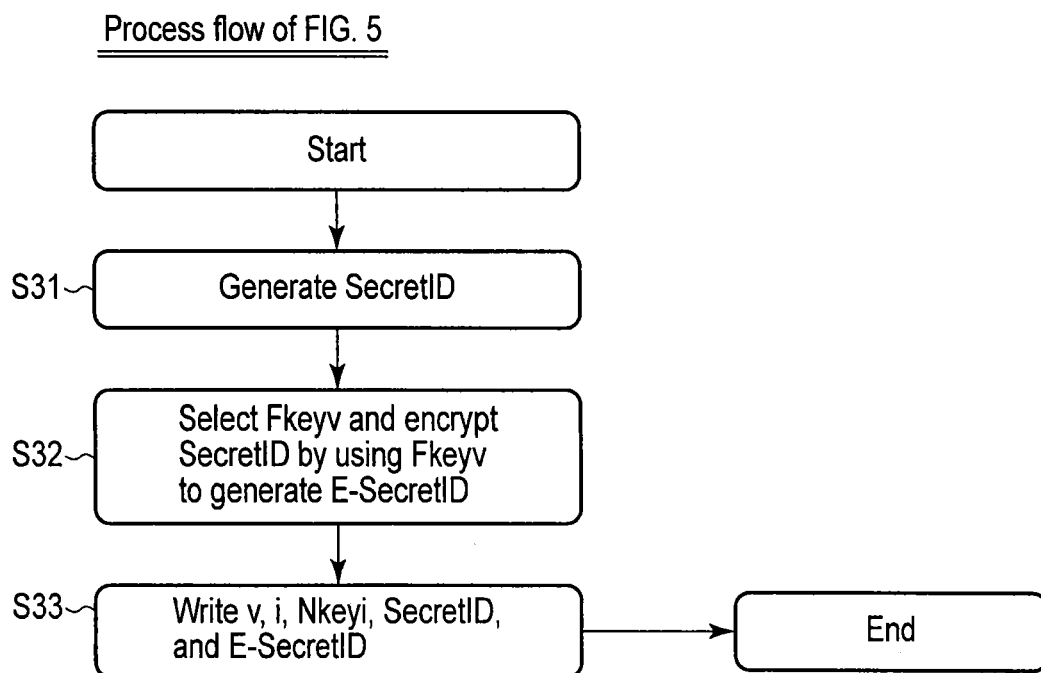 Process flow of FIG. 5
Start
S31
Generate SecretID
S32
Select Fkeyv and encrypt
SecretID by using Fkeyv
to generate E-SecretID
S33
Write v, i, Nkeyi, SecretID,
and E-SecretID
End